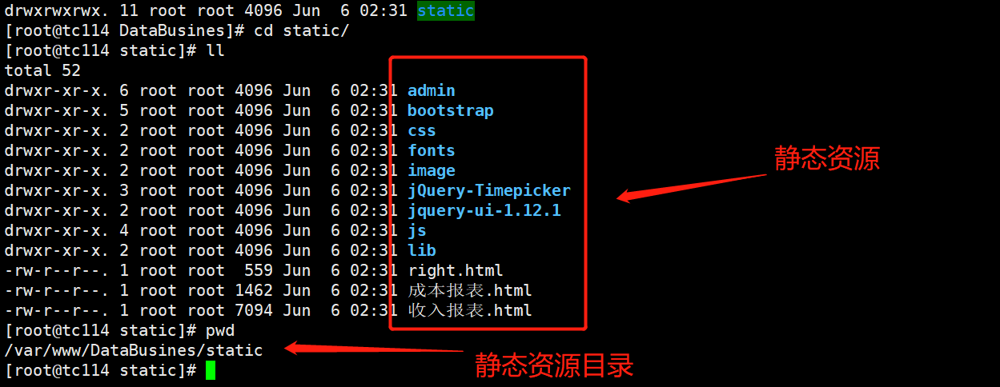 drwxrwxrwx. 11 root root 4096 Jun  6 02:31 static
[root@tc114 DataBusines]# cd static/
[root@tc114 static]# ll
total 52
drwxr-xr-x. 6 root root 4096 Jun  6 02:31 admin
drwxr-xr-x. 5 root root 4096 Jun  6 02:31 bootstrap
drwxr-xr-x. 2 root root 4096 Jun  6 02:31 css
drwxr-xr-x. 2 root root 4096 Jun  6 02:31 fonts
drwxr-xr-x. 2 root root 4096 Jun  6 02:31 image
静态资源
drwxr-xr-x. 3 root root 4096 Jun  6 02:31 jQuery-Timepicker
drwxr-xr-x. 2 root root 4096 Jun  6 02:31 jquery-ui-1.12.1
drwxr-xr-x. 4 root root 4096 Jun  6 02:31 js
drwxr-xr-x. 2 root root 4096 Jun  6 02:31 lib
-rw-r--r--. 1 root root  559 Jun  6 02:31 right.html
-rw-r--r--. 1 root root 1462 Jun  6 02:31 成本报表.html
-rw-r--r--. 1 root root 7094 Jun  6 02:31 收入报表.html
[root@tc114 static]# pwd
/var/www/DataBusines/static
静态资源目录
[root@tc114 static]#